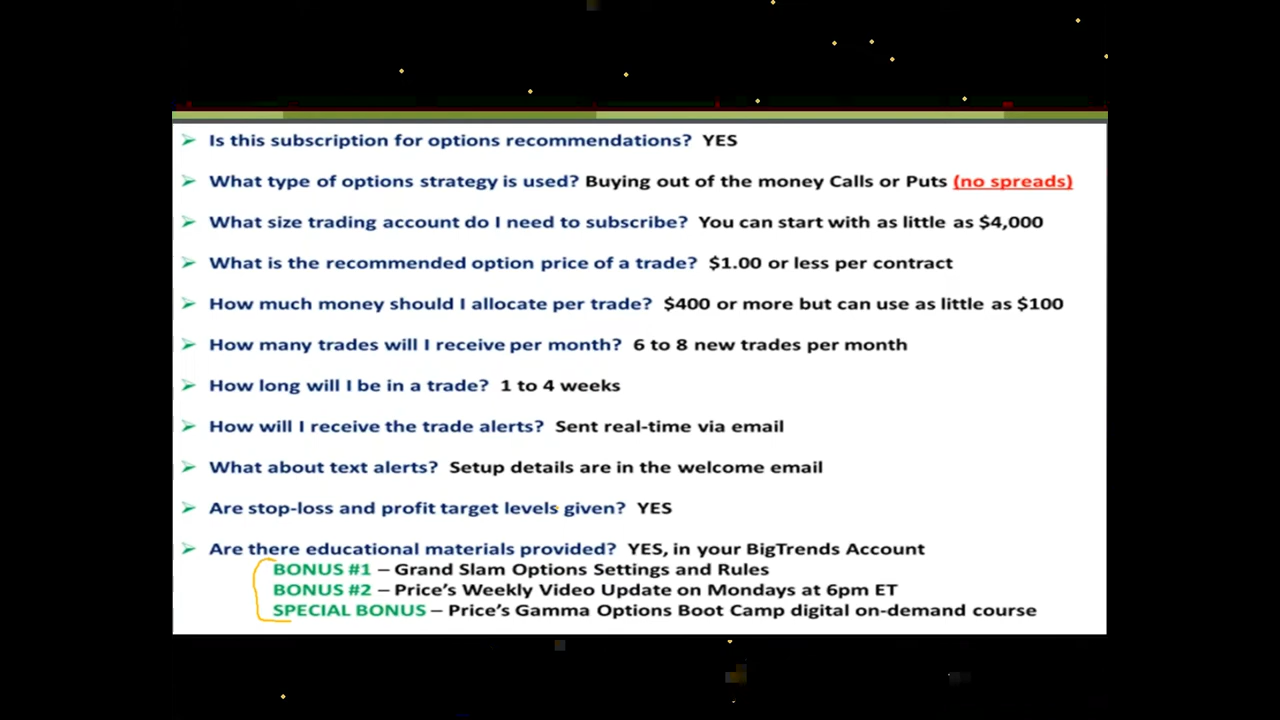 Is this subscription for options recommendations? YES
What type of options strategy is used? Buying out of the money Calls or Puts (no spreads)
What size trading account do I need to subscribe? You can start with as little as $4,000
What is the recommended option price of a trade? $1.00 or less per contract
How much money should I allocate per trade? $400 or more but can use as little as $100
How many trades will I receive per month? 6 to 8 new trades per month
How long will I be in a trade? 1 to 4 weeks
How will I receive the trade alerts? Sent real-time via email
What about text alerts? Setup details are in the welcome email
Are stop-loss and profit target levels given? YES
Are there educational materials provided? YES, in your BigTrends Account
BONUS #1 – Grand Slam Options Settings and Rules
BONUS #2 – Price's Weekly Video Update on Mondays at 6pm ET
SPECIAL BONUS – Price's Gamma Options Boot Camp digital on-demand course